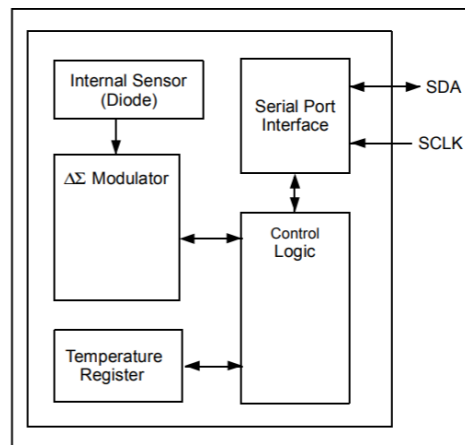 Internal Sensor
(Diode)
Serial Port
Interface
SDA
SCLK
ΔΣ Modulator
Control
Logic
Temperature
Register